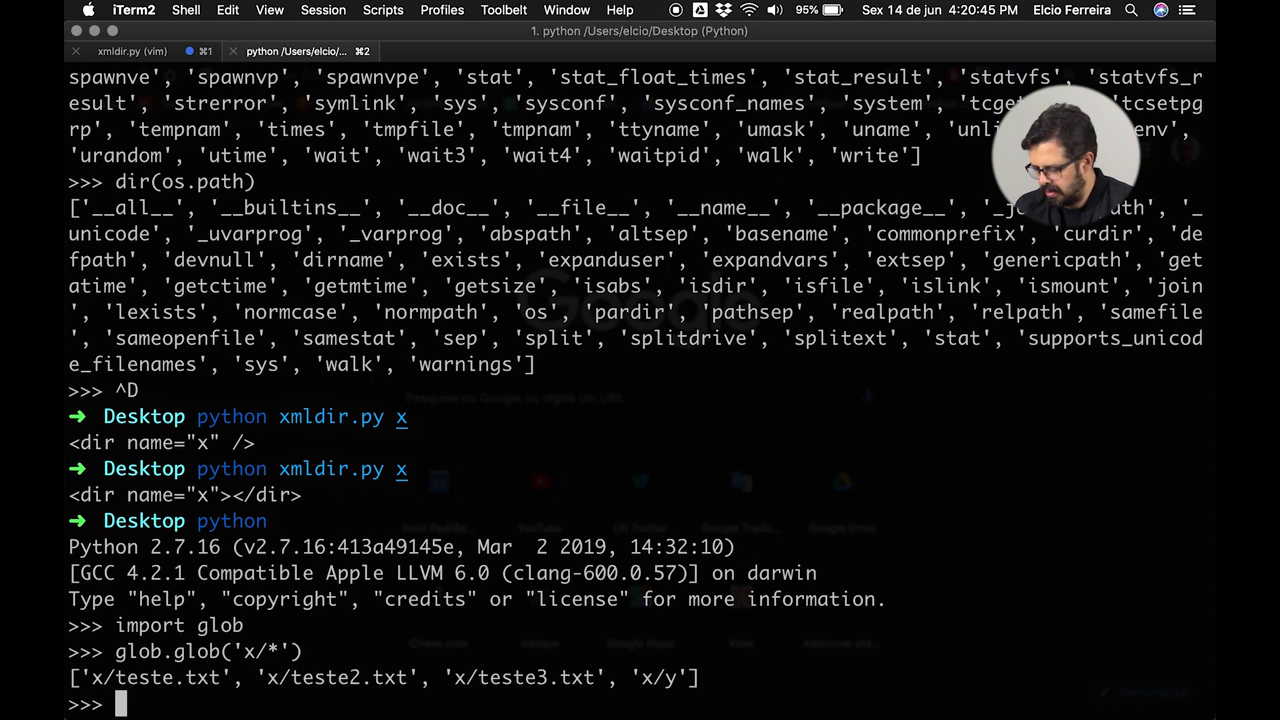 iTerm2 Shell Edit View Session Scripts Profiles Toolbelt Window Help 95% Sex 14 de jun 4:20:45 PM Elcio Ferreira
1. python /Users/elcio/Desktop (Python)
xmldir.py (vim) ⌘1 python /Users/elcio/... ⌘2
spawnve', 'spawnvp', 'spawnvpe', 'stat', 'stat_float_times', 'stat_result', 'statvfs', 'statvfs_r
esult', 'strerror', 'symlink', 'sys', 'sysconf', 'sysconf_names', 'system', 'tcget tcsetpg
rp', 'tempnam', 'times', 'tmpfile', 'tmpnam', 'ttyname', 'umask', 'uname', 'unli env',
'urandom', 'utime', 'wait', 'wait3', 'wait4', 'waitpid', 'walk', 'write']
>>> dir(os.path)
['__all__', '__builtins__', '__doc__', '__file__', '__name__', '__package__', '_jo ath', '_
unicode', '_uvarprog', '_varprog', 'abspath', 'altsep', 'basename', 'commonprefix', 'curdir', 'de
fpath', 'devnull', 'dirname', 'exists', 'expanduser', 'expandvars', 'extsep', 'genericpath', 'get
atime', 'getctime', 'getmtime', 'getsize', 'isabs', 'isdir', 'isfile', 'islink', 'ismount', 'join
', 'lexists', 'normcase', 'normpath', 'os', 'pardir', 'pathsep', 'realpath', 'relpath', 'samefile
', 'sameopenfile', 'samestat', 'sep', 'split', 'splitdrive', 'splitext', 'stat', 'supports_unicod
e_filenames', 'sys', 'walk', 'warnings']
>>> ^D
➜ Desktop python xmldir.py x
<dir name="x" />
➜ Desktop python xmldir.py x
<dir name="x"></dir>
➜ Desktop python
Python 2.7.16 (v2.7.16:413a49145e, Mar 2 2019, 14:32:10)
[GCC 4.2.1 Compatible Apple LLVM 6.0 (clang-600.0.57)] on darwin
Type "help", "copyright", "credits" or "license" for more information.
>>> import glob
>>> glob.glob('x/*')
['x/teste.txt', 'x/teste2.txt', 'x/teste3.txt', 'x/y']
>>>